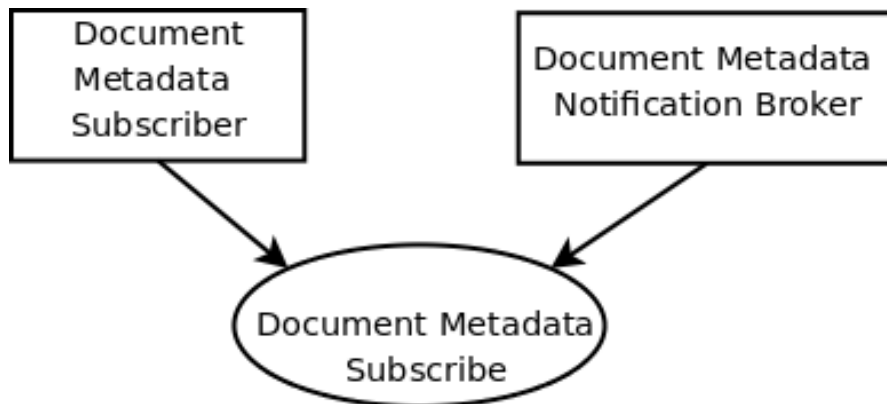 Document
Metadata
Subscriber
Document Metadata
Notification Broker
Document Metadata
Subscribe